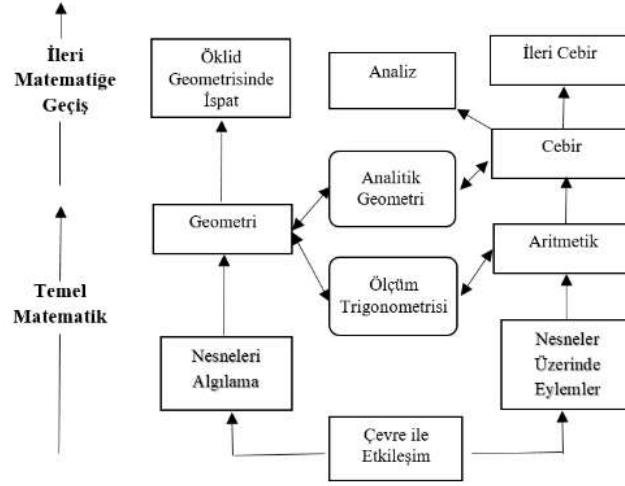 İleri
Matematiğe
Geçiş
Öklid
Geometrisinde
İspat
Analiz
İleri Cebir
Cebir
Analitik
Geometri
Geometri
Aritmetik
Ölçüm
Trigonometrisi
Temel
Matematik
Nesneleri
Algılama
Nesneler
Üzerinde
Eylemler
Çevre ile
Etkileşim